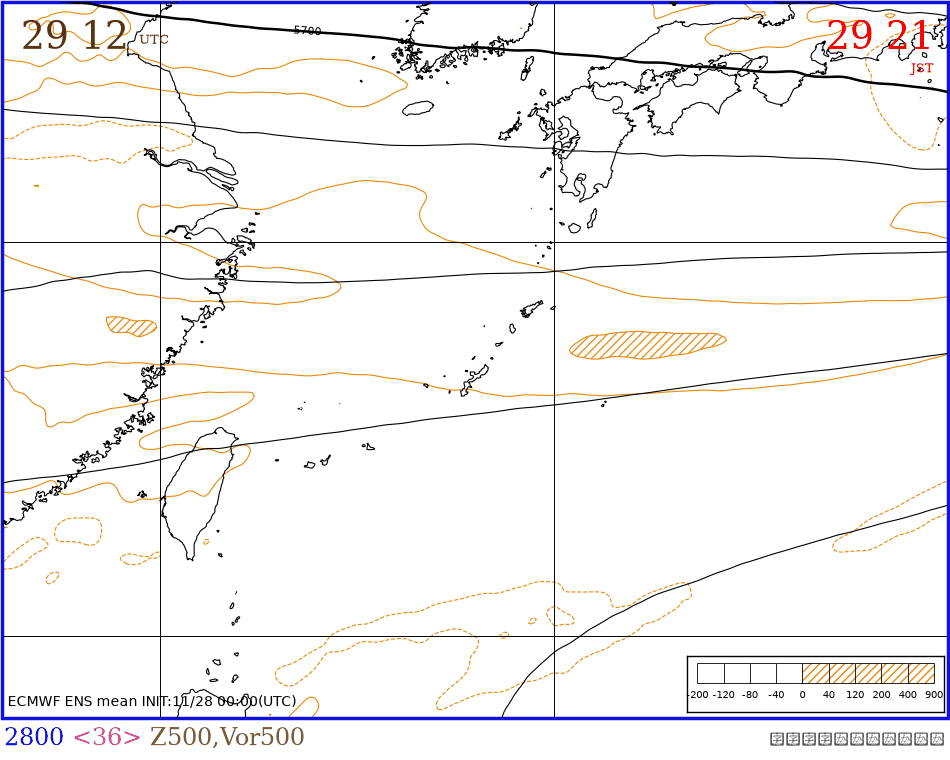 29 12 UTC
29 21 JST
5700
-200 -120 -80 -40 0 40 120 200 400 900
ECMWF ENS mean INIT:11/28 00:00(UTC)
2800 <36> Z500,Vor500